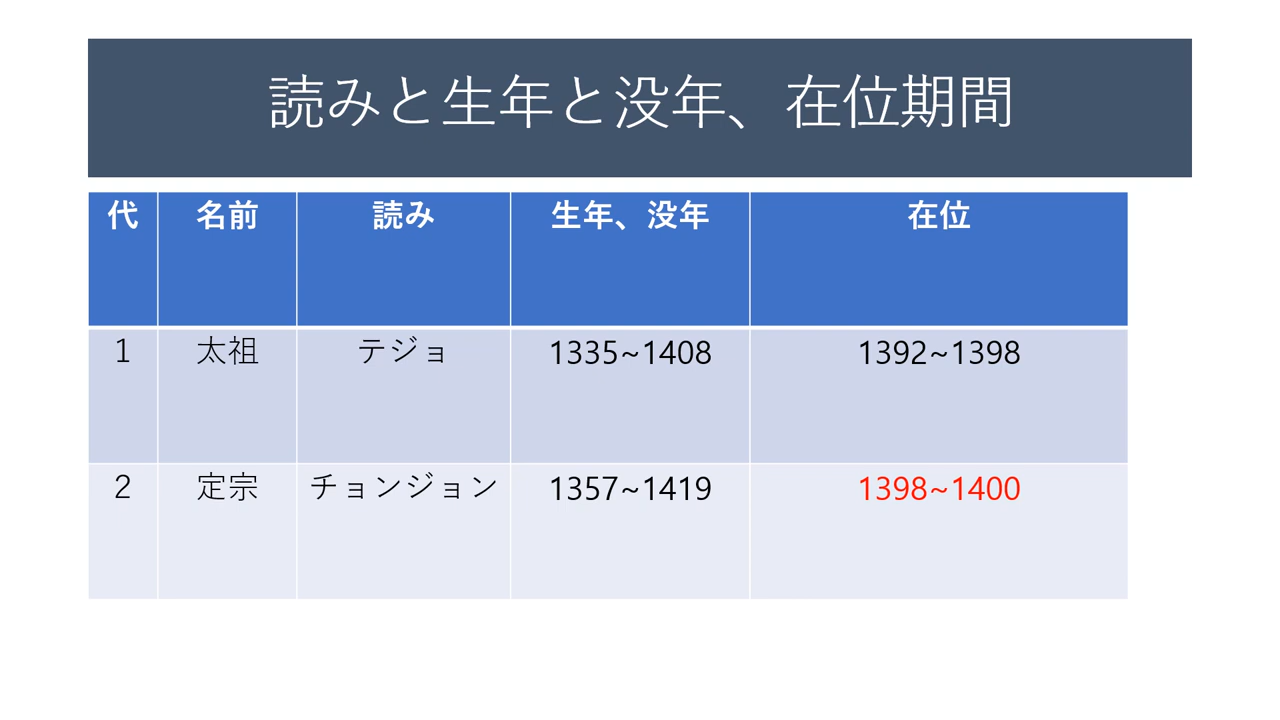 読みと生年と没年、在位期間
代 名前 読み 生年、没年 在位
1 太祖 テジョ 1335~1408 1392~1398
2 定宗 チョンジョン 1357~1419 1398~1400